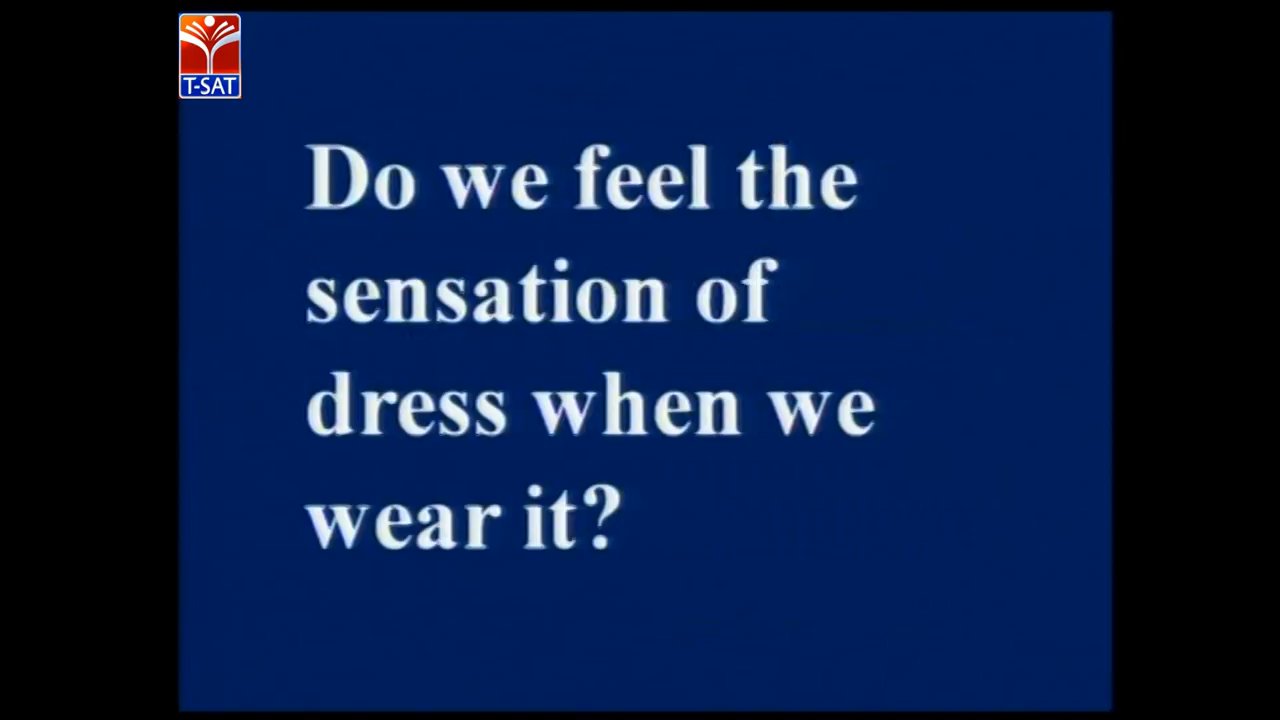 T-SAT
Do we feel the
sensation of
dress when we
wear it?